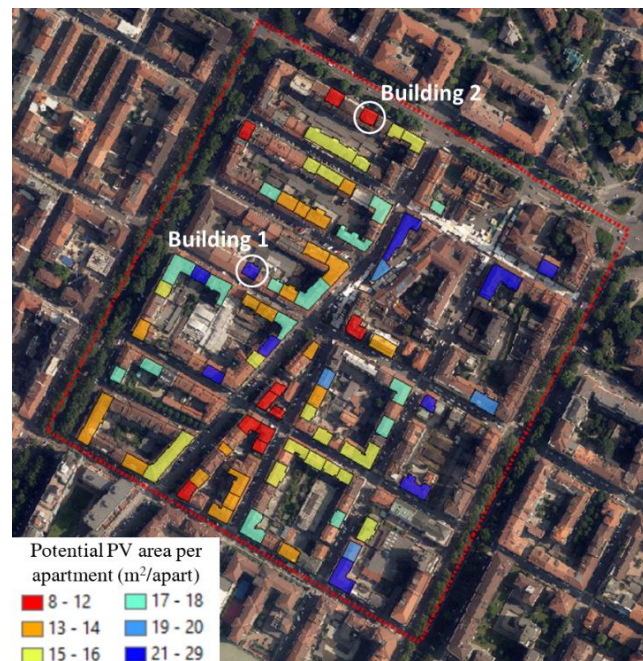 Building 2
Building 1
Potential PV area per
apartment (m²/apart)
8 - 12
17 - 18
13 - 14
19 - 20
15 - 16
21 - 29